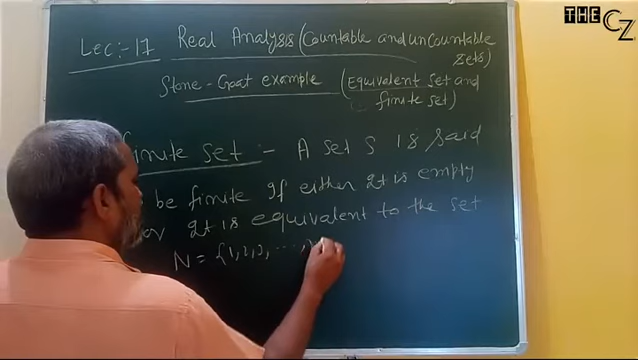 THE CZ
Lec:-17 Real Analysis (Countable and uncountable
sets)
Stone-Goat example (Equivalent set and
finite set)
finite set :- A set S is said
be finite If either It is empty
or It is equivalent to the set
N = {1,2,3,....,